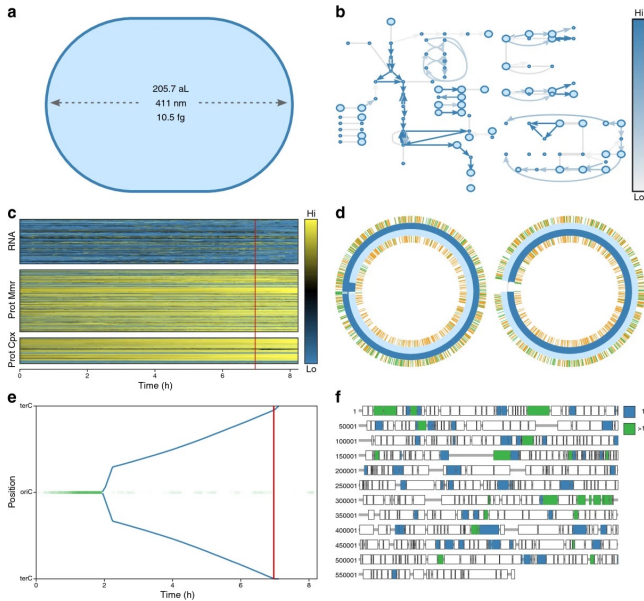 a
205.7 aL
411 nm
10.5 fg
b
Hi
Lo
c
Hi
RNA
Prot Mmr
Prot Cpx
Lo
0 2 4 6 8
Time (h)
d
e
terC
oriC
terC
Position
0 2 4 6 8
Time (h)
f
1
50001
100001
150001
200001
250001
300001
350001
400001
450001
500001
550001